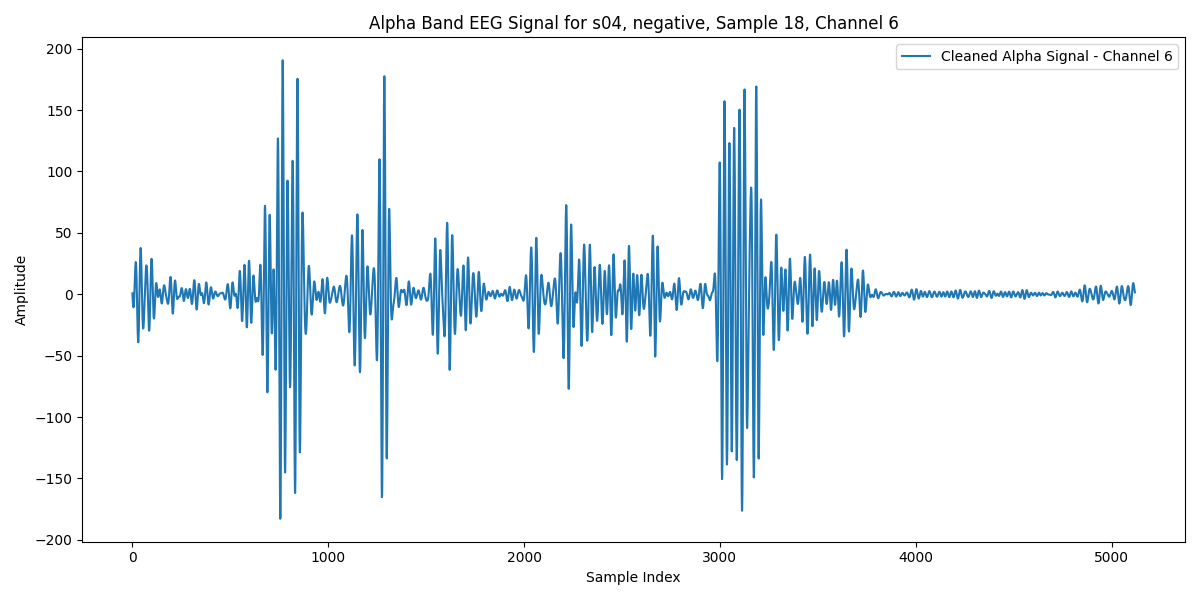 Alpha Band EEG Signal for s04, negative, Sample 18, Channel 6
Cleaned Alpha Signal - Channel 6
200
150
100
50
0
−50
−100
−150
−200
Amplitude
0 1000 2000 3000 4000 5000
Sample Index